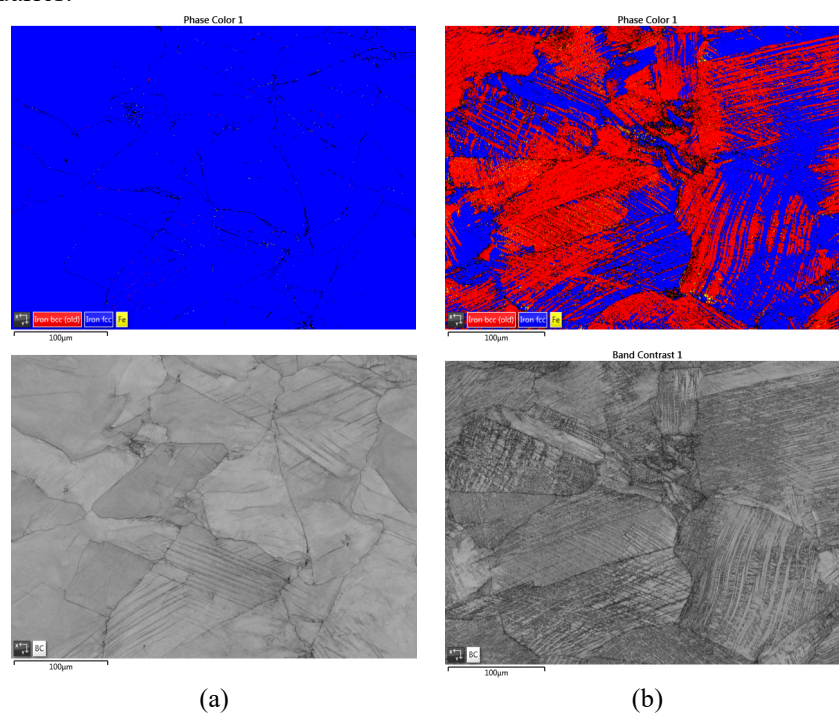 Phase Color 1
Phase Color 1
Iron bcc (old) Iron fcc Fe
100µm
Iron bcc (old) Iron fcc Fe
100µm
Band Contrast 1
BC
100µm
BC
100µm
(a)
(b)